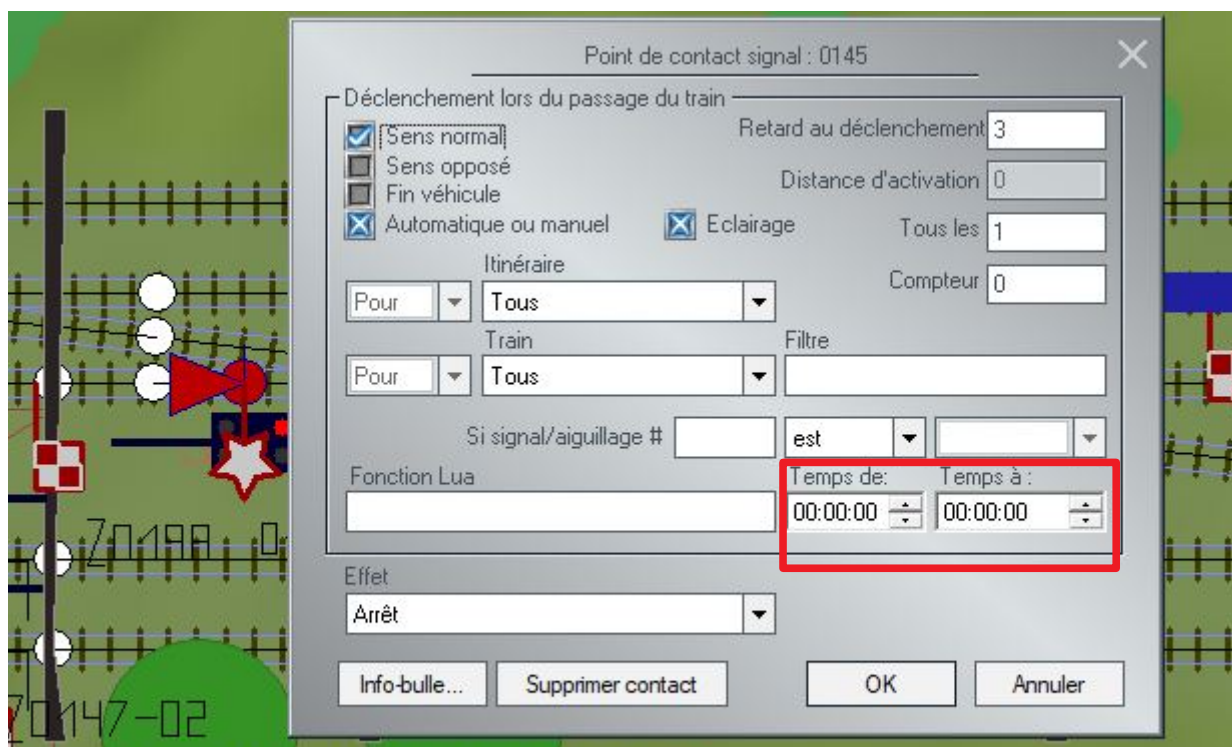 Point de contact signal : 0145
Déclenchement lors du passage du train
Sens normal
Retard au déclenchement 3
Sens opposé
Distance d'activation 0
Fin véhicule
Automatique ou manuel Eclairage Tous les 1
Itinéraire
Compteur 0
Pour Tous
Train Filtre
Pour Tous
Si signal/aiguillage # est
Fonction Lua Temps de: Temps à :
00:00:00 00:00:00
Effet
Arrêt
Info-bulle... Supprimer contact OK Annuler
Z0147-02